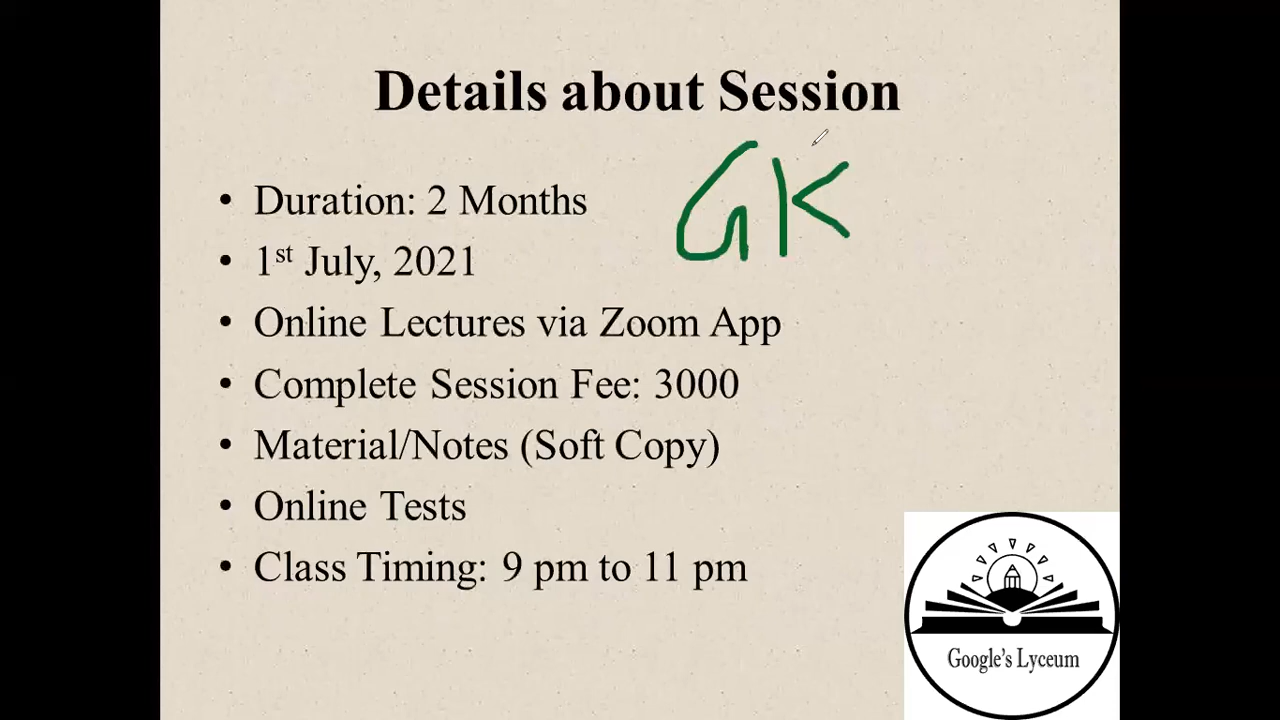 Details about Session
GK
• Duration: 2 Months
• 1st July, 2021
• Online Lectures via Zoom App
• Complete Session Fee: 3000
• Material/Notes (Soft Copy)
• Online Tests
• Class Timing: 9 pm to 11 pm
Google's Lyceum